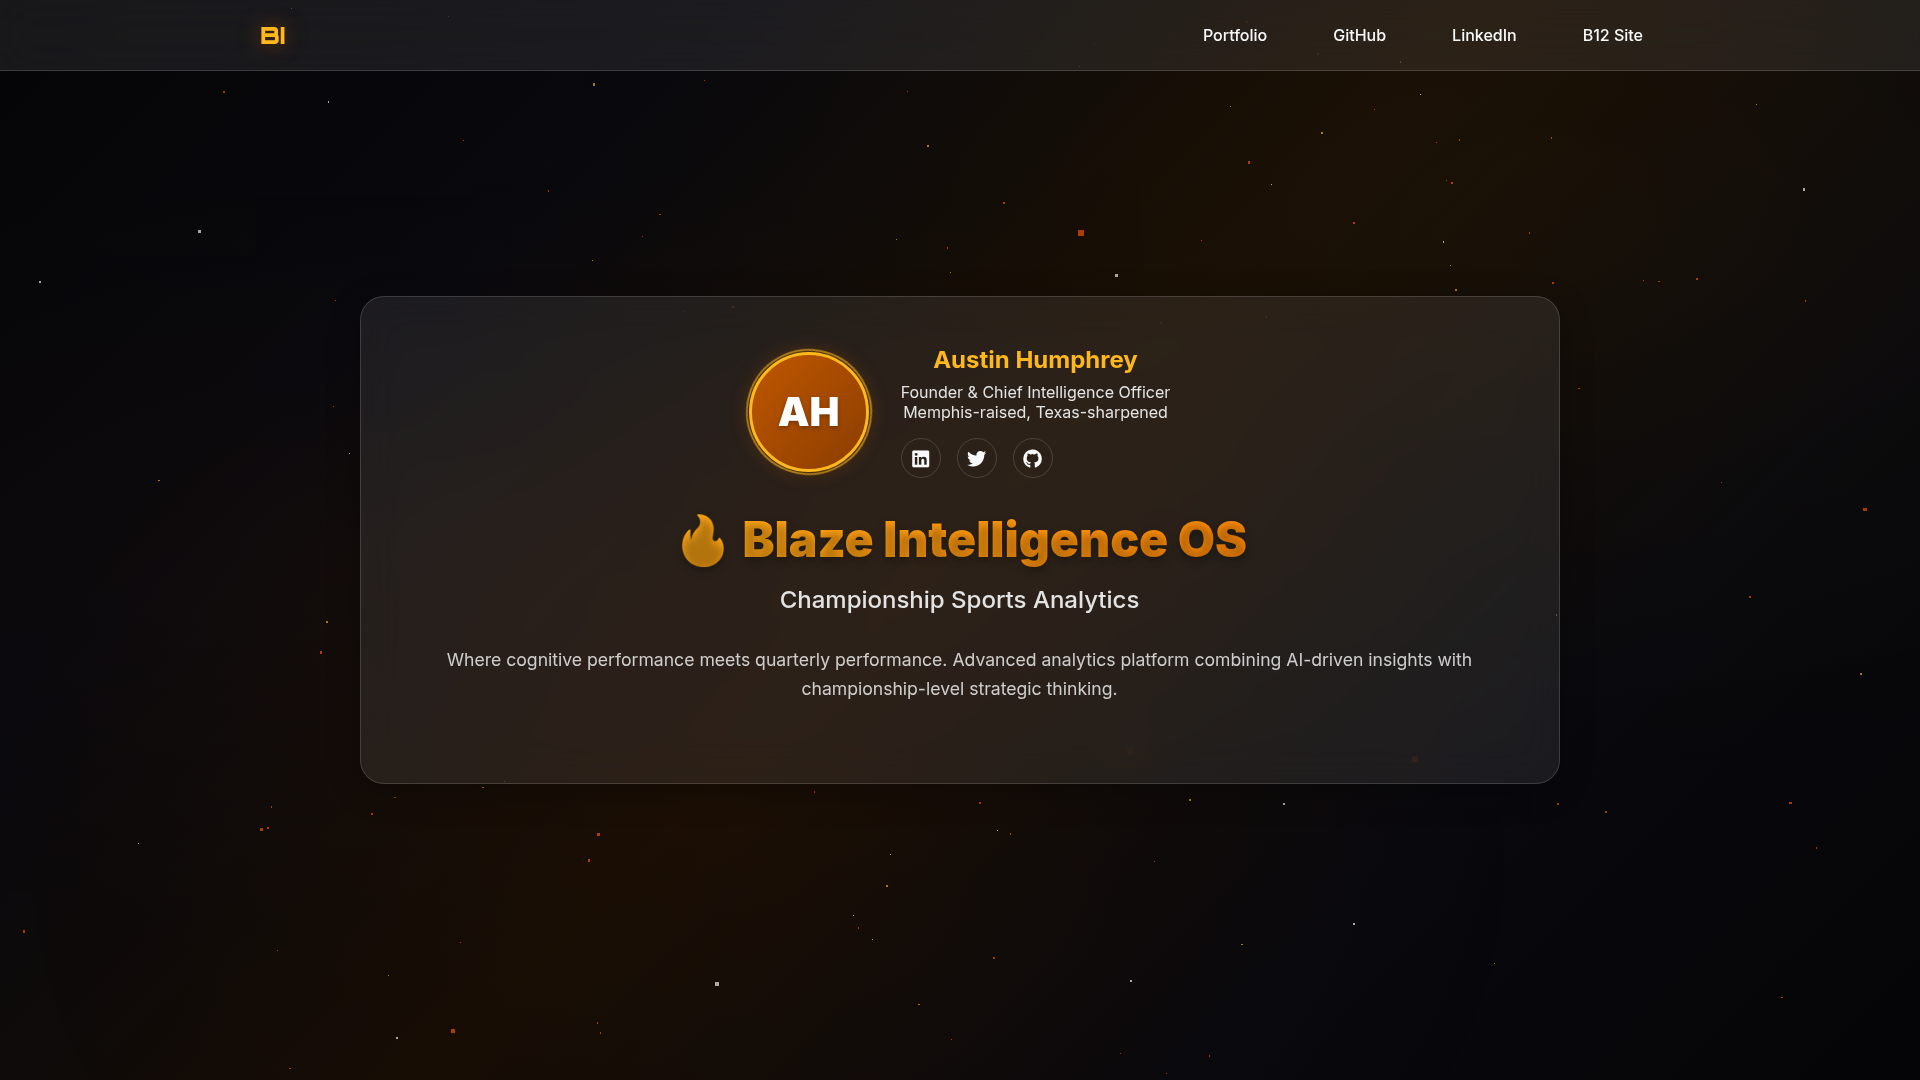 BI
Portfolio
GitHub
LinkedIn
B12 Site
AH
Austin Humphrey
Founder & Chief Intelligence Officer
Memphis-raised, Texas-sharpened
🔥 Blaze Intelligence OS
Championship Sports Analytics
Where cognitive performance meets quarterly performance. Advanced analytics platform combining AI-driven insights with
championship-level strategic thinking.